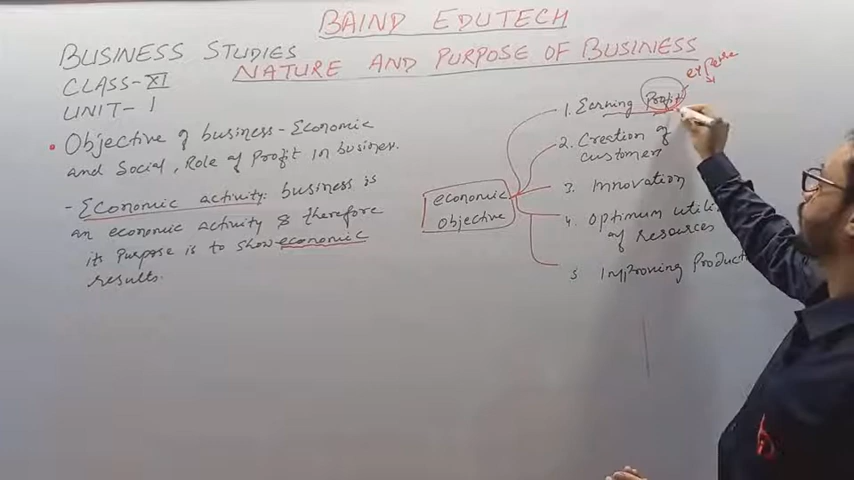 BAIND EDUTECH
BUSINESS STUDIES
NATURE AND PURPOSE OF BUSINESS
CLASS-XI
UNIT- 1
Objective of business - Economic
and Social, Role of Profit in business.
- Economic activity: business is
an economic activity & therefore
its Purpose is to show economic
results.
economic
objective
1. Earning Profit
2. Creation of
customer
3. Innovation
4. Optimum utilis
of resources
5 Improving Product